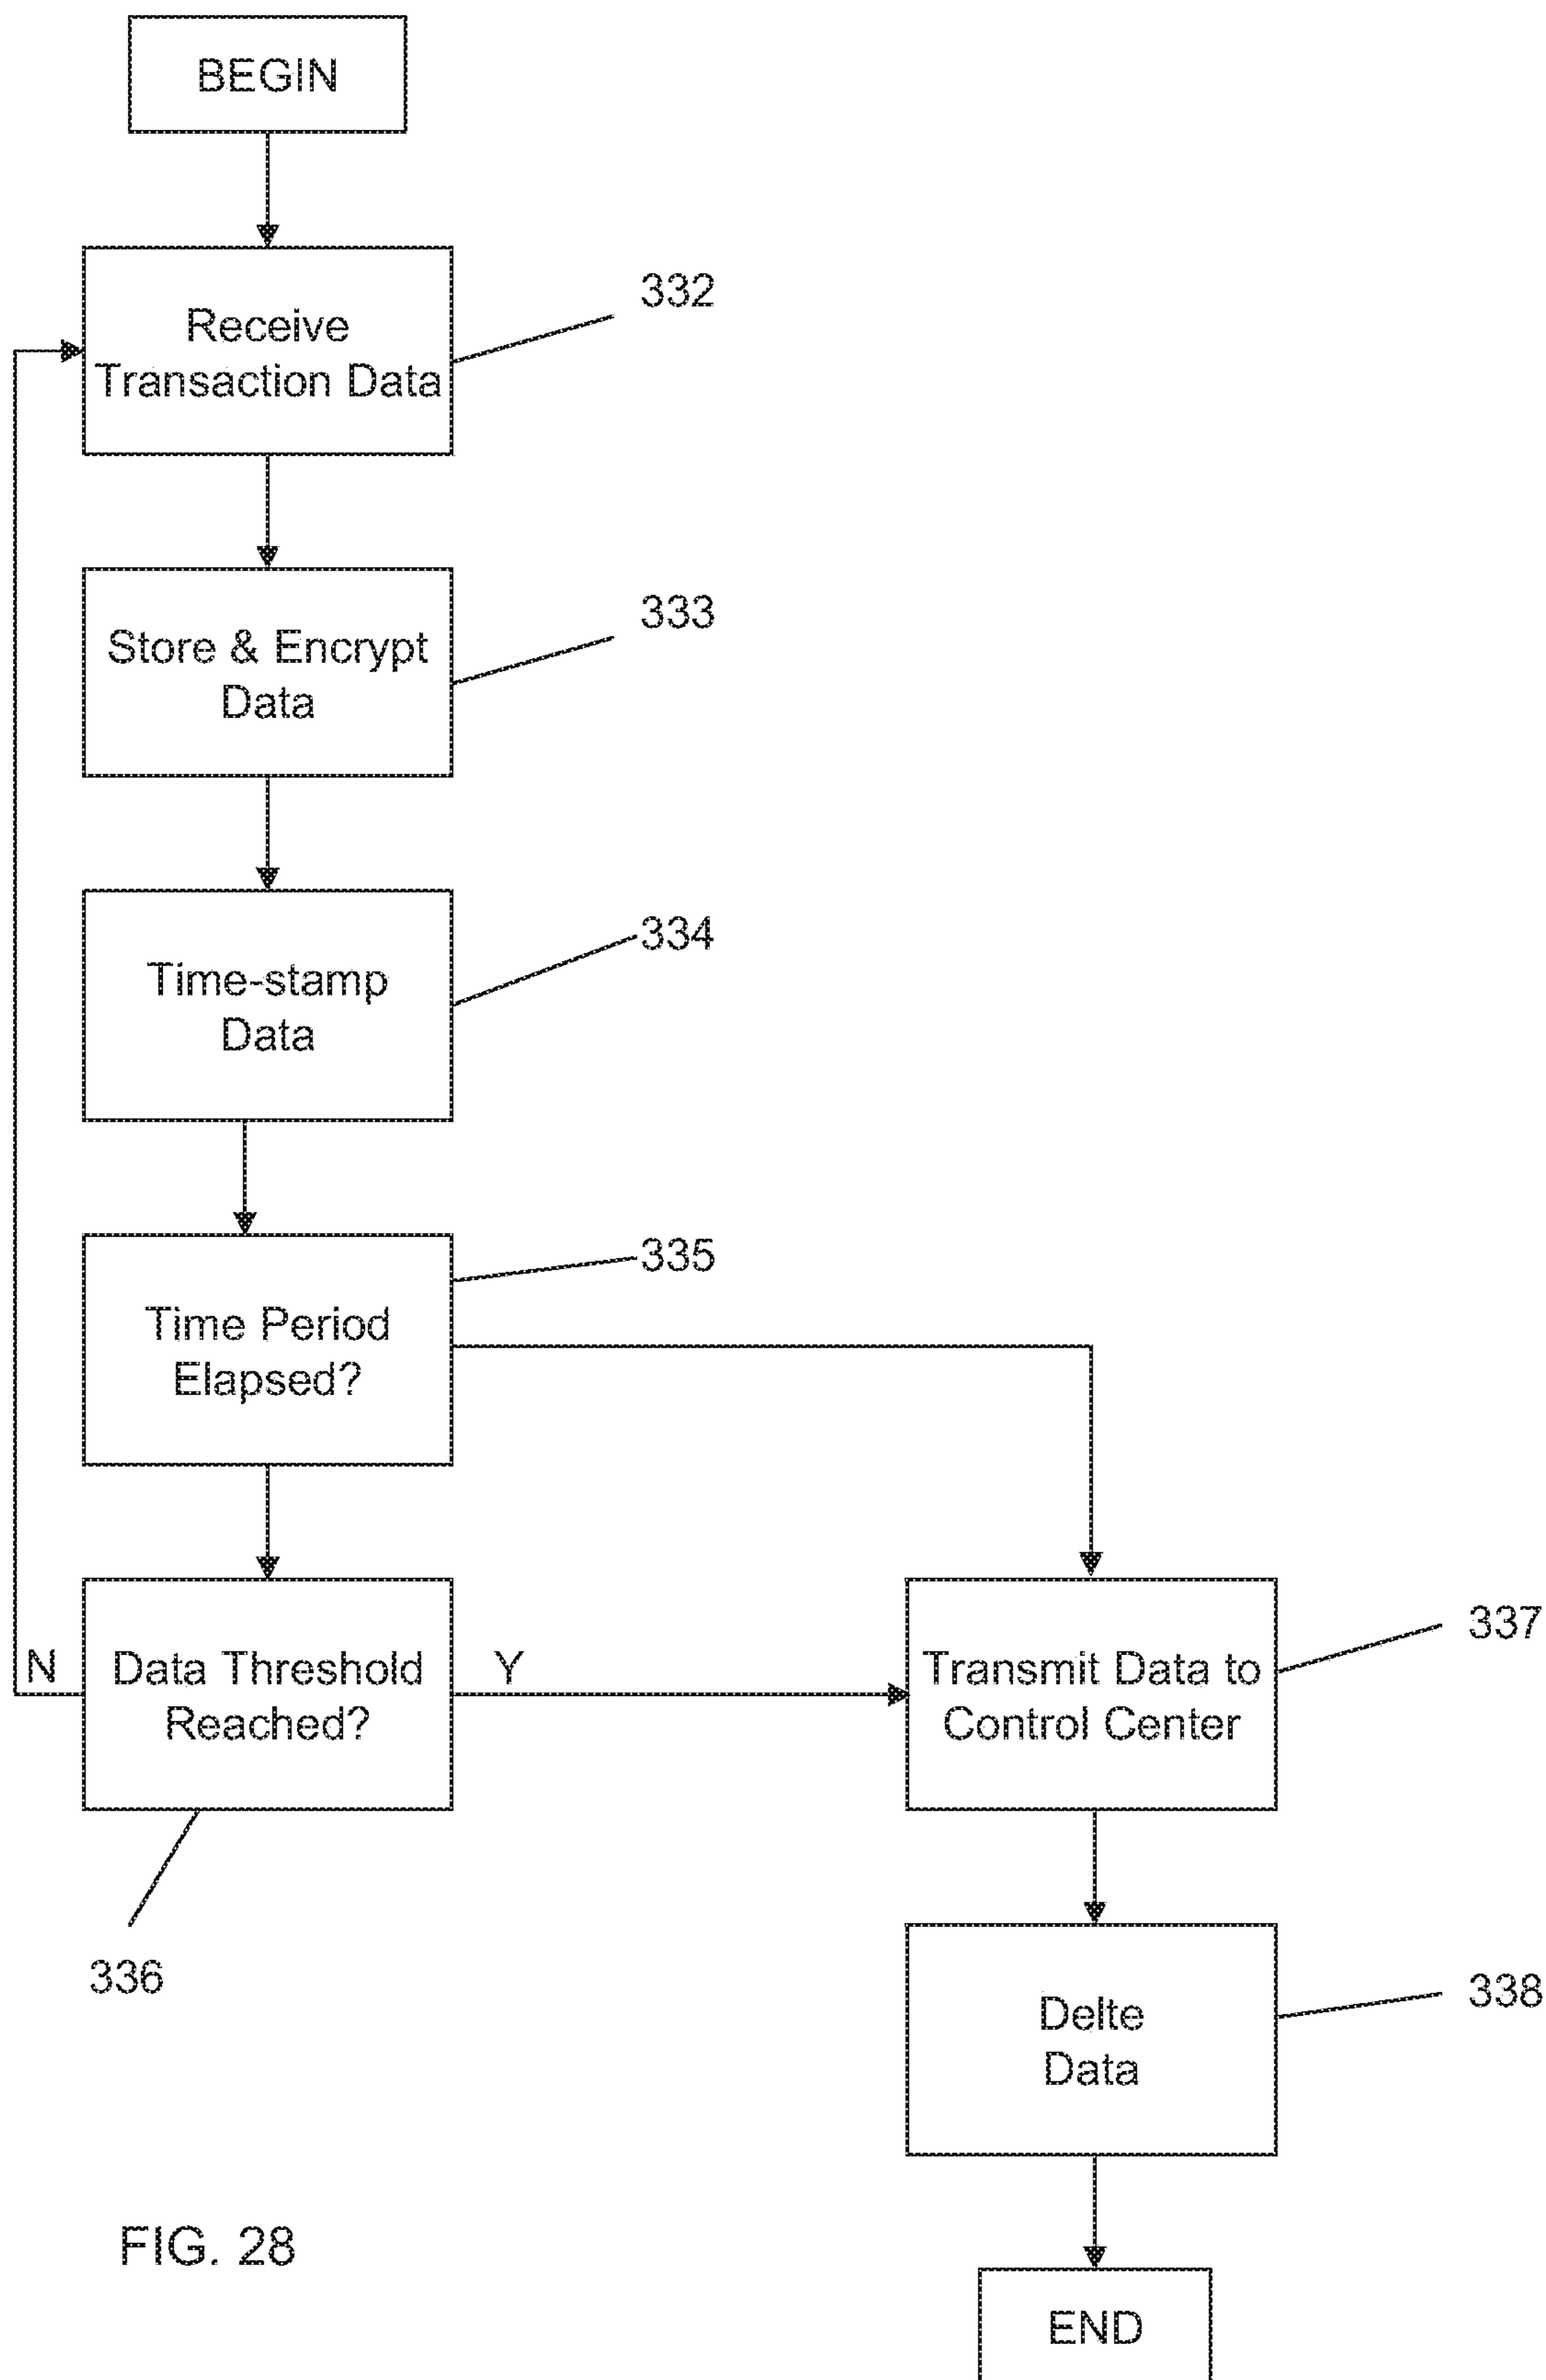 BEGIN
Receive
Transaction Data
332
Store & Encrypt
Data
333
Time-stamp
Data
334
Time Period
Elapsed?
335
N
Data Threshold
Reached?
Y
336
Transmit Data to
Control Center
337
Delte
Data
338
END
FIG. 28